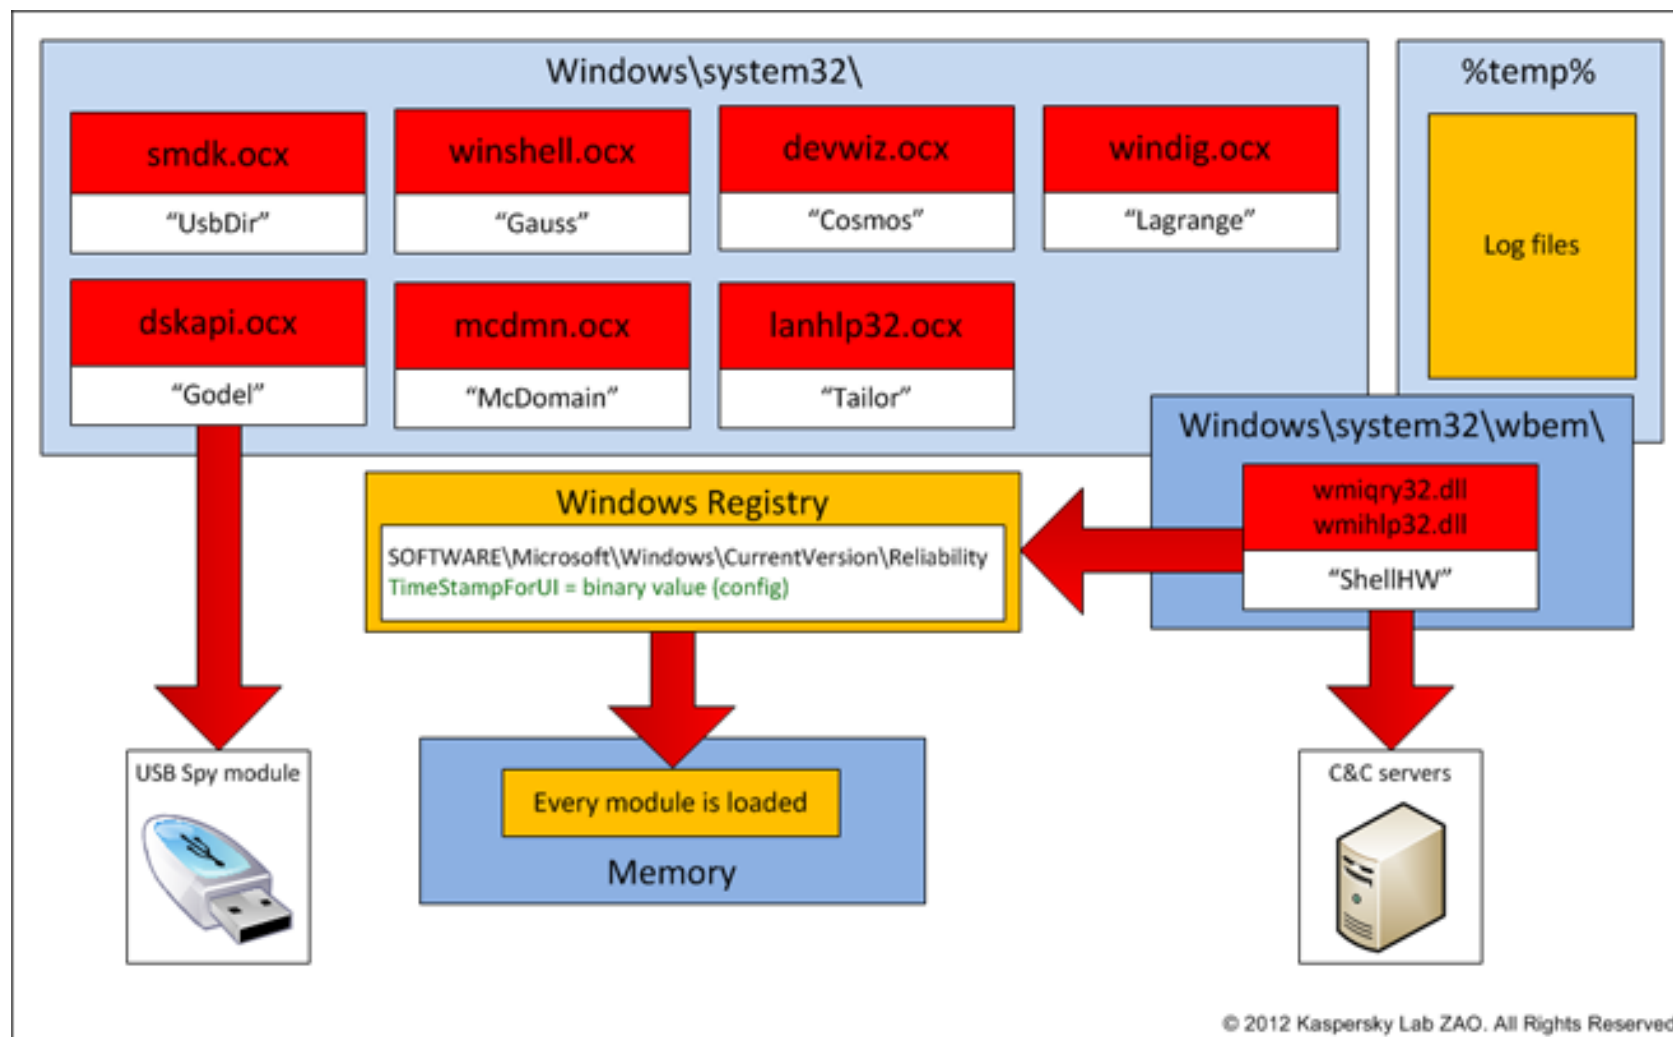 Windows\system32\
%temp%
smdk.ocx
“UsbDir”
winshell.ocx
“Gauss”
devwiz.ocx
“Cosmos”
windig.ocx
“Lagrange”
Log files
dskapi.ocx
“Godel”
mcdmn.ocx
“McDomain”
lanhlp32.ocx
“Tailor”
Windows\system32\wbem\
wmiqry32.dll
wmihlp32.dll
“ShellHW”
Windows Registry
SOFTWARE\Microsoft\Windows\CurrentVersion\Reliability
TimeStampForUI = binary value (config)
USB Spy module
Every module is loaded
Memory
C&C servers
© 2012 Kaspersky Lab ZAO. All Rights Reserved